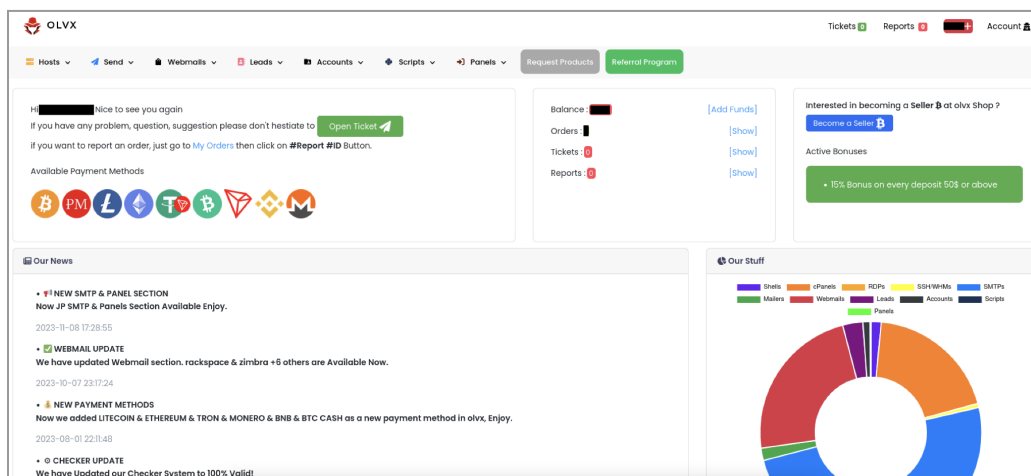 OLVX
Tickets 0 Reports 0 + Account
Hosts Send Webmails Leads Accounts Scripts Panels Request Products Referral Program
Hi Nice to see you again
If you have any problem, question, suggestion please don't hestiate to Open Ticket
if you want to report an order, just go to My Orders then click on #Report #ID Button.
Available Payment Methods
PM
Balance : [Add Funds]
Orders : [Show]
Tickets : 0 [Show]
Reports : 0 [Show]
Interested in becoming a Seller ₿ at olvx Shop ?
Become a Seller ₿
Active Bonuses
• 15% Bonus on every deposit 50$ or above
Our News
• NEW SMTP & PANEL SECTION
Now JP SMTP & Panels Section Available Enjoy.
2023-11-08 17:28:55
• WEBMAIL UPDATE
We have updated Webmail section. rackspace & zimbra +6 others are Available Now.
2023-10-07 23:17:24
• NEW PAYMENT METHODS
Now we added LITECOIN & ETHEREUM & TRON & MONERO & BNB & BTC CASH as a new payment method in olvx, Enjoy.
2023-08-01 22:11:48
• CHECKER UPDATE
We have Updated our Checker System to 100% Valid!
Our Stuff
Shells cPanels RDPs SSH/WHMs SMTPs
Mailers Webmails Leads Accounts Scripts
Panels